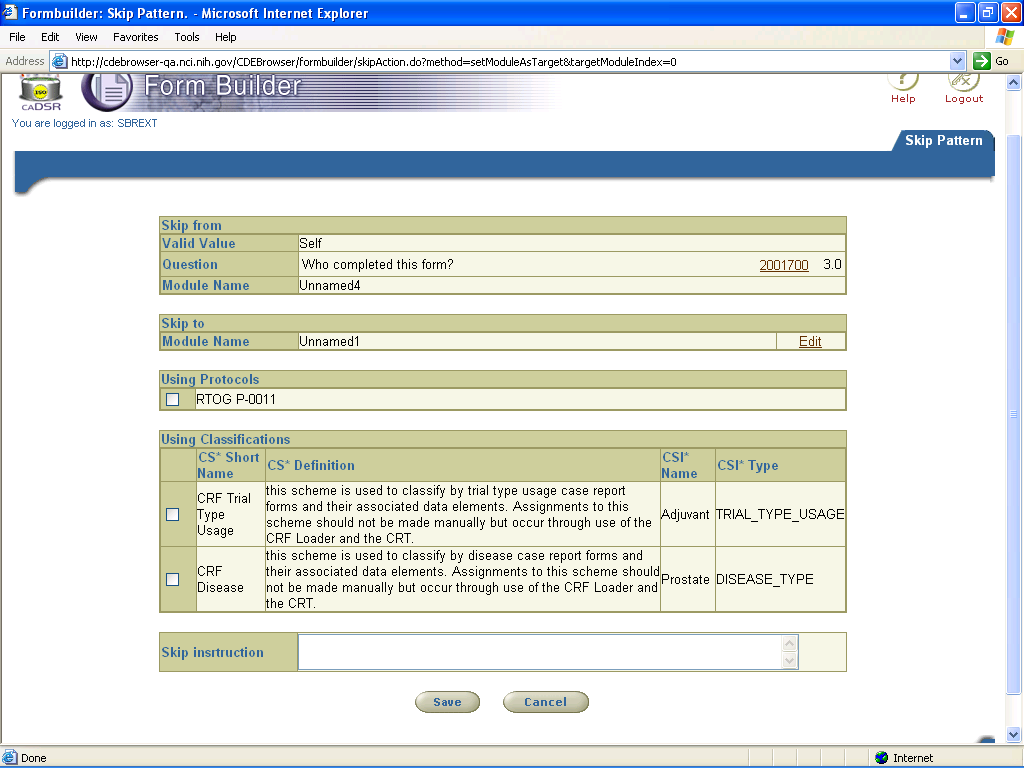 Formbuilder: Skip Pattern. - Microsoft Internet Explorer
File Edit View Favorites Tools Help
Address http://cdebrowser-qa.nci.nih.gov/CDEBrowser/formbuilder/skipAction.do?method=setModuleAsTarget&targetModuleIndex=0 Go
ISO
caDSR
Form Builder
Help Logout
You are logged in as: SBREXT
Skip Pattern
Skip from
Valid Value Self
Question Who completed this form? 2001700 3.0
Module Name Unnamed4
Skip to
Module Name Unnamed1 Edit
Using Protocols
RTOG P-0011
Using Classifications
CS* Short Name CS* Definition CSI* Name CSI* Type
CRF Trial Type Usage
this scheme is used to classify by trial type usage case report
forms and their associated data elements. Assignments to this
scheme should not be made manually but occur through use of the
CRF Loader and the CRT.
Adjuvant TRIAL_TYPE_USAGE
CRF Disease
this scheme is used to classify by disease case report forms and
their associated data elements. Assignments to this scheme should
not be made manually but occur through use of the CRF Loader and
the CRT.
Prostate DISEASE_TYPE
Skip insrtruction
Save Cancel
Done Internet